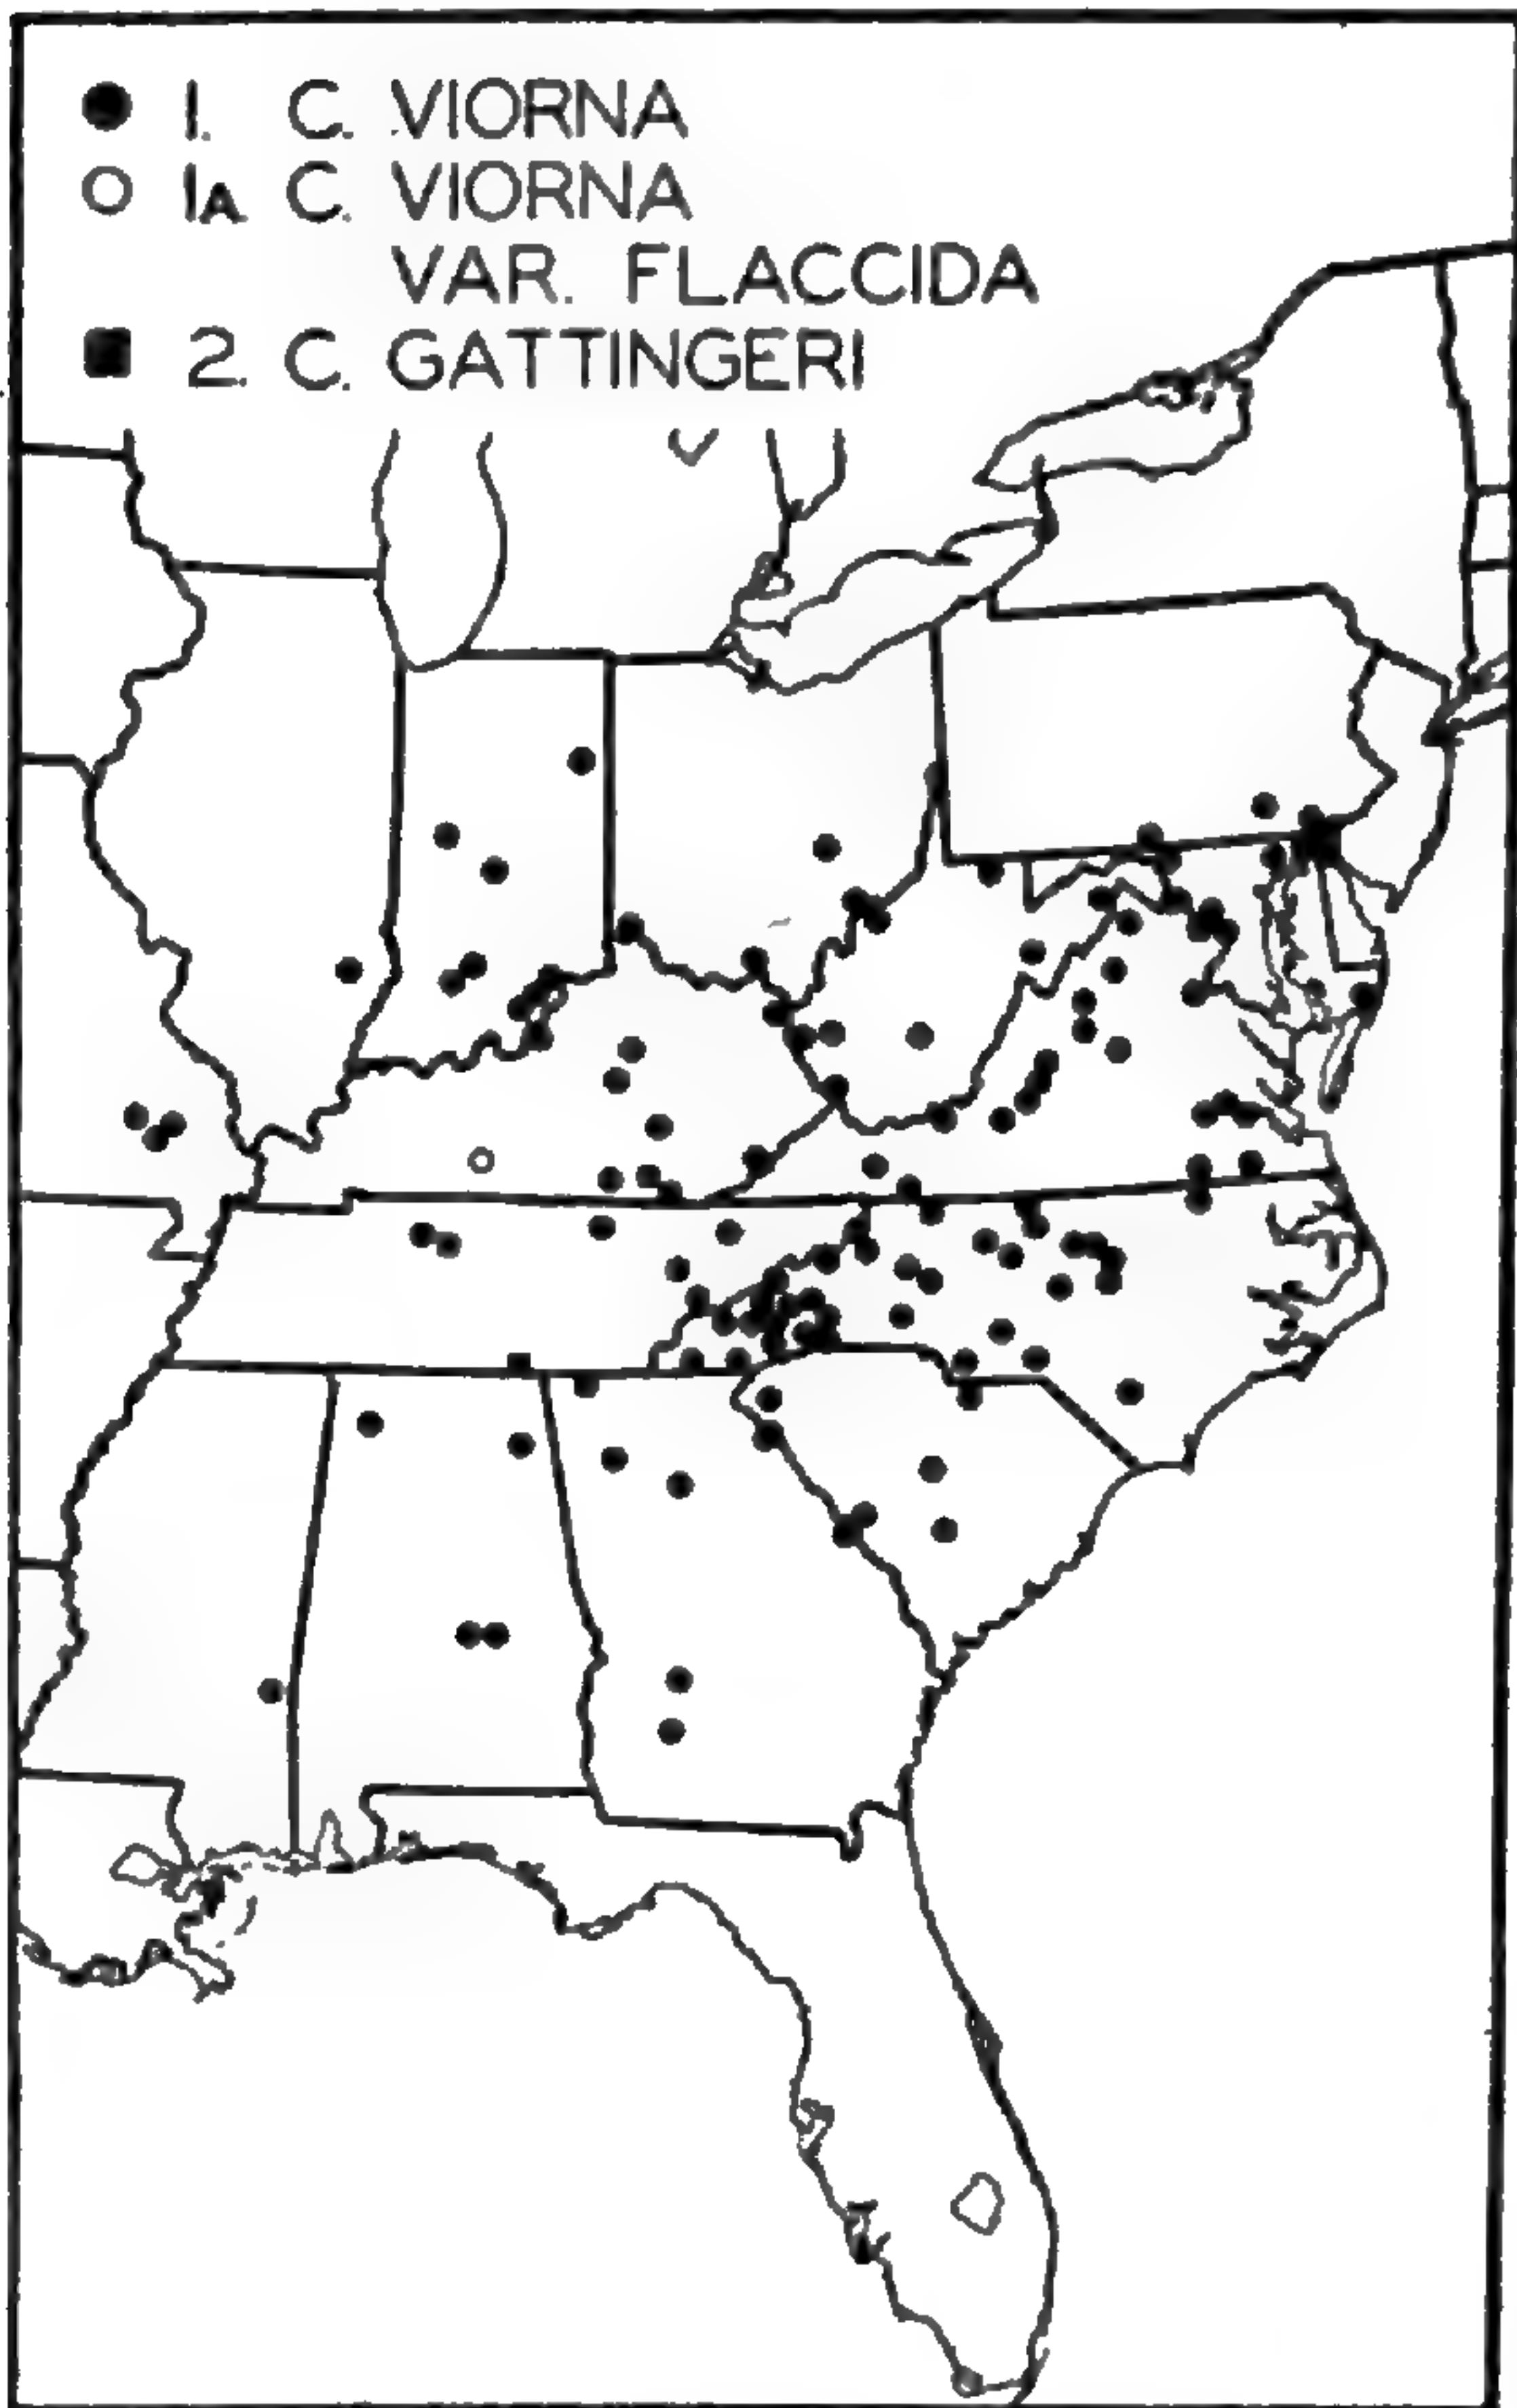 1. C. VIORNA
1A C. VIORNA
VAR. FLACCIDA
2. C. GATTINGERI